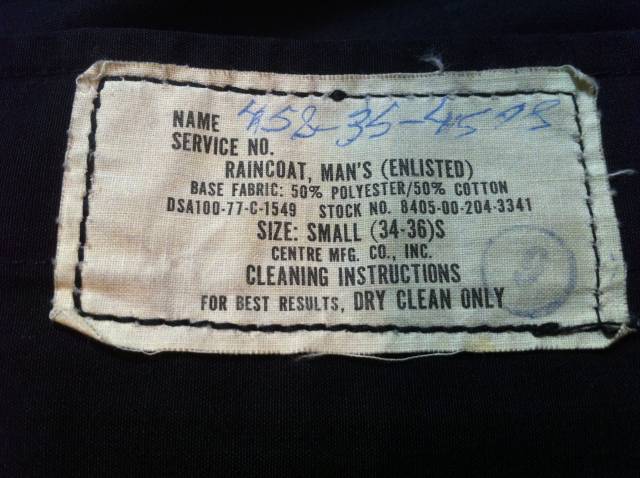 NAME
SERVICE NO.
RAINCOAT, MAN'S (ENLISTED)
BASE FABRIC: 50% POLYESTER/50% COTTON
DSA100-77-C-1549 STOCK NO. 8405-00-204-3341
SIZE: SMALL (34-36)S
CENTRE MFG. CO., INC.
CLEANING INSTRUCTIONS
FOR BEST RESULTS, DRY CLEAN ONLY